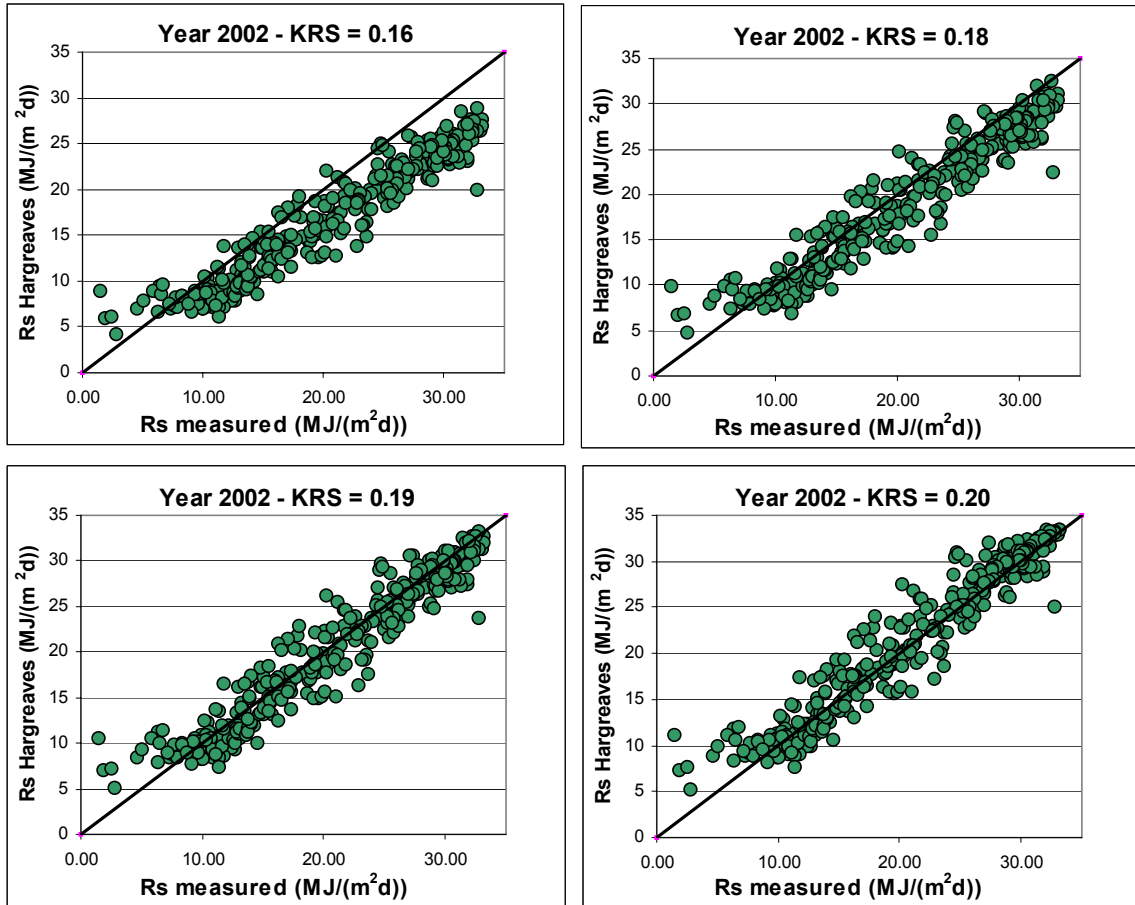 Year 2002 - KRS = 0.16
Rs Hargreaves (MJ/(m²d))
35
30
25
20
15
10
5
0
0.00 10.00 20.00 30.00
Rs measured (MJ/(m²d))
Year 2002 - KRS = 0.18
Rs Hargreaves (MJ/(m²d))
35
30
25
20
15
10
5
0
0.00 10.00 20.00 30.00
Rs measured (MJ/(m²d))
Year 2002 - KRS = 0.19
Rs Hargreaves (MJ/(m²d))
35
30
25
20
15
10
5
0
0.00 10.00 20.00 30.00
Rs measured (MJ/(m²d))
Year 2002 - KRS = 0.20
Rs Hargreaves (MJ/(m²d))
35
30
25
20
15
10
5
0
0.00 10.00 20.00 30.00
Rs measured (MJ/(m²d))